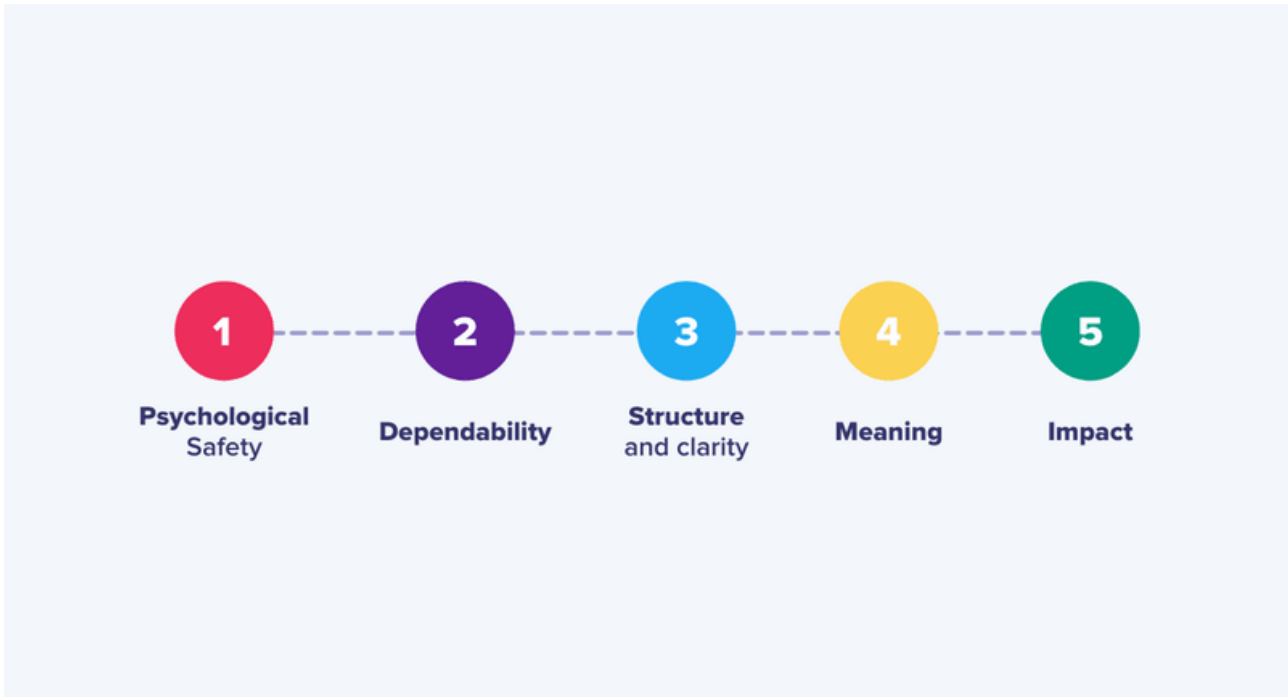 1
2
3
4
5
Psychological
Safety
Dependability
Structure
and clarity
Meaning
Impact